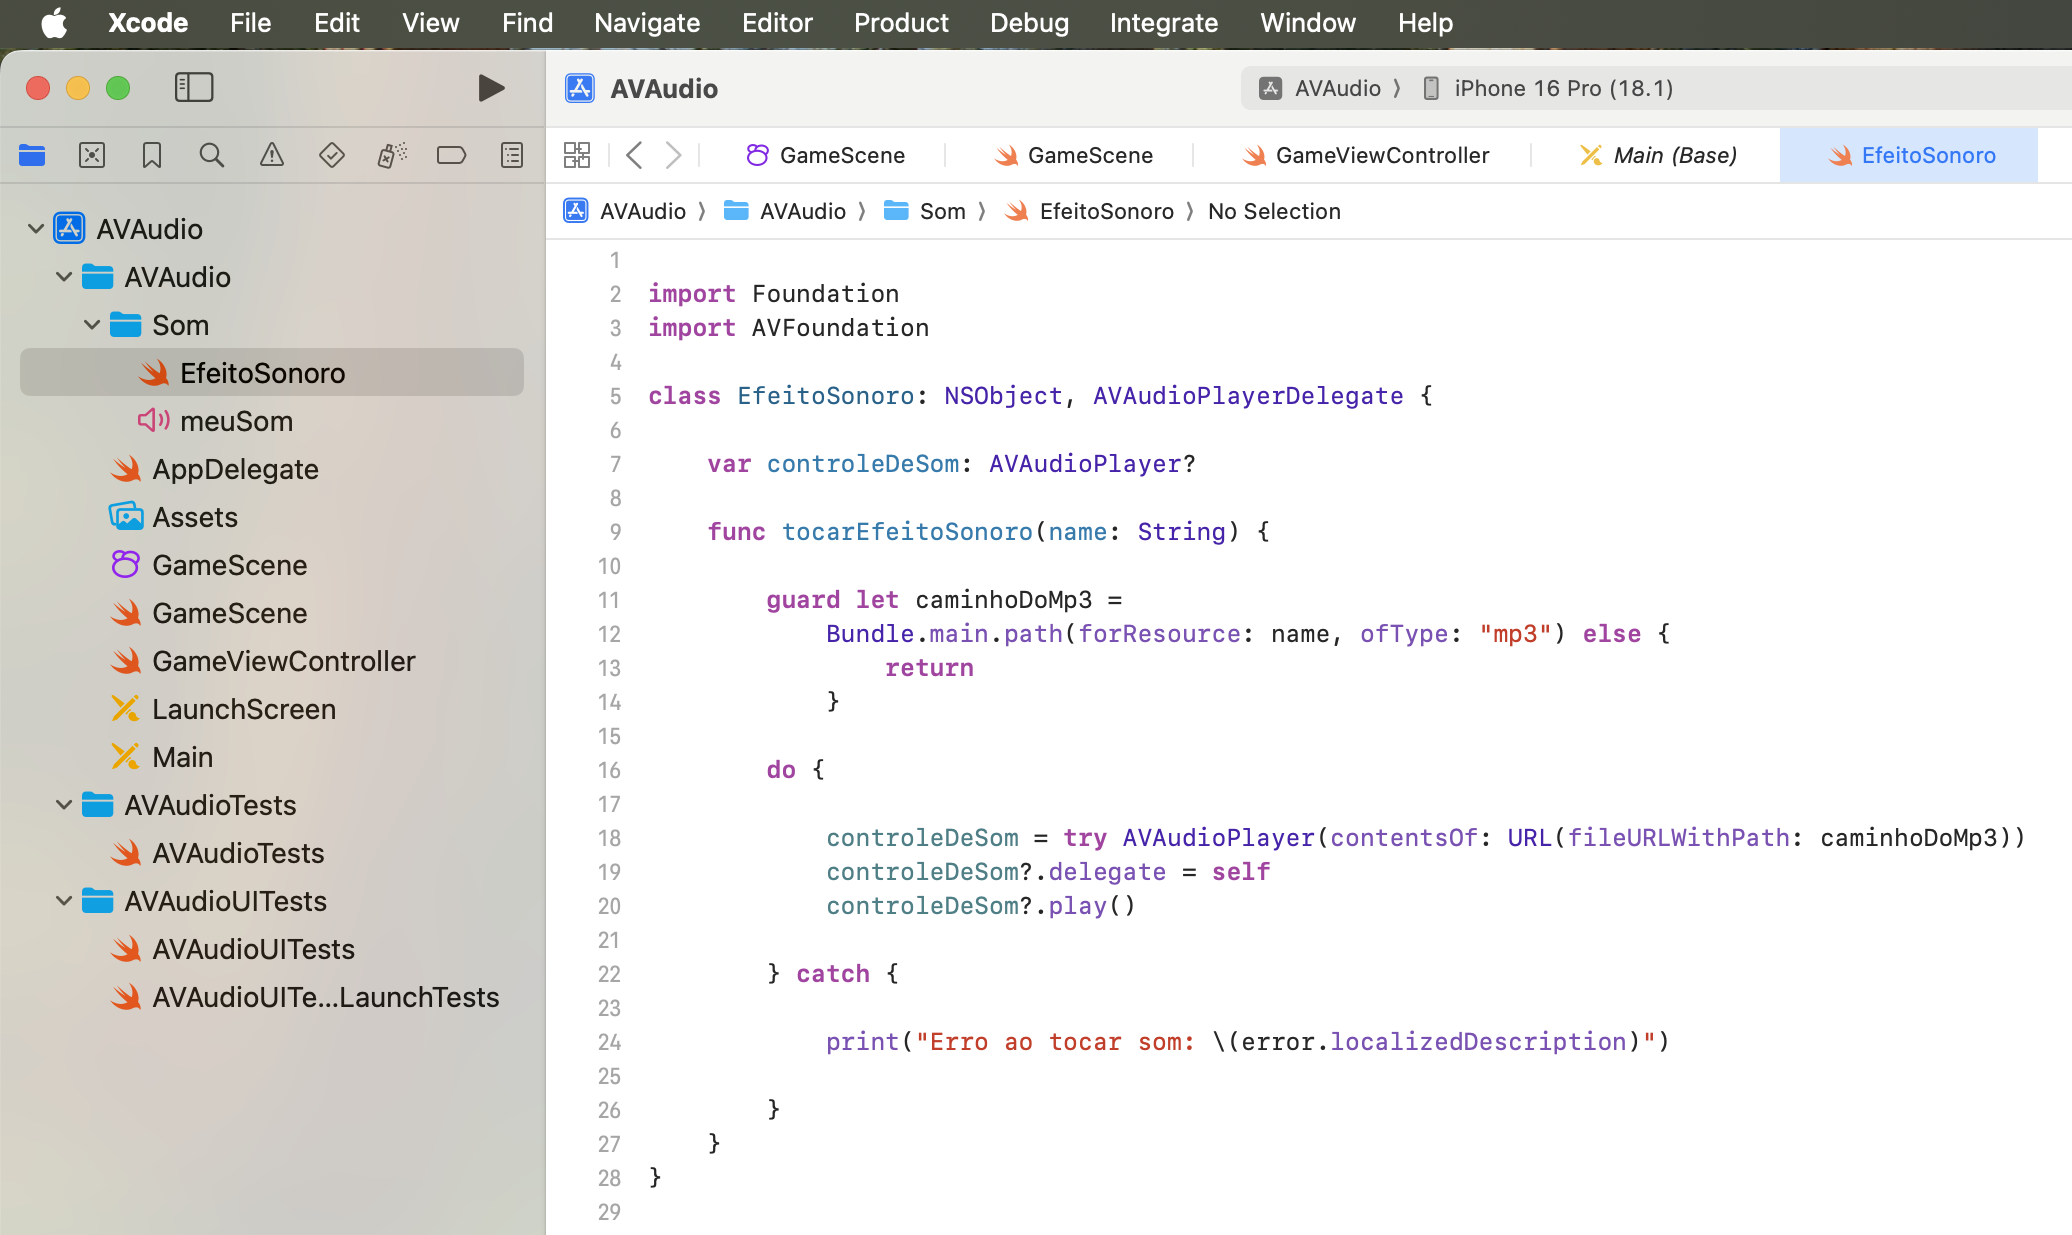 Xcode File Edit View Find Navigate Editor Product Debug Integrate Window Help
AVAudio
AVAudio 〉 iPhone 16 Pro (18.1)
GameScene GameScene GameViewController Main (Base) EfeitoSonoro
AVAudio 〉 AVAudio 〉 Som 〉 EfeitoSonoro 〉 No Selection
AVAudio
AVAudio
Som
EfeitoSonoro
meuSom
AppDelegate
Assets
GameScene
GameScene
GameViewController
LaunchScreen
Main
AVAudioTests
AVAudioTests
AVAudioUITests
AVAudioUITests
AVAudioUITe...LaunchTests
1
2 import Foundation
3 import AVFoundation
4
5 class EfeitoSonoro: NSObject, AVAudioPlayerDelegate {
6
7 var controleDeSom: AVAudioPlayer?
8
9 func tocarEfeitoSonoro(name: String) {
10
11 guard let caminhoDoMp3 =
12 Bundle.main.path(forResource: name, ofType: "mp3") else {
13 return
14 }
15
16 do {
17
18 controleDeSom = try AVAudioPlayer(contentsOf: URL(fileURLWithPath: caminhoDoMp3))
19 controleDeSom?.delegate = self
20 controleDeSom?.play()
21
22 } catch {
23
24 print("Erro ao tocar som: \(error.localizedDescription)")
25
26 }
27 }
28 }
29